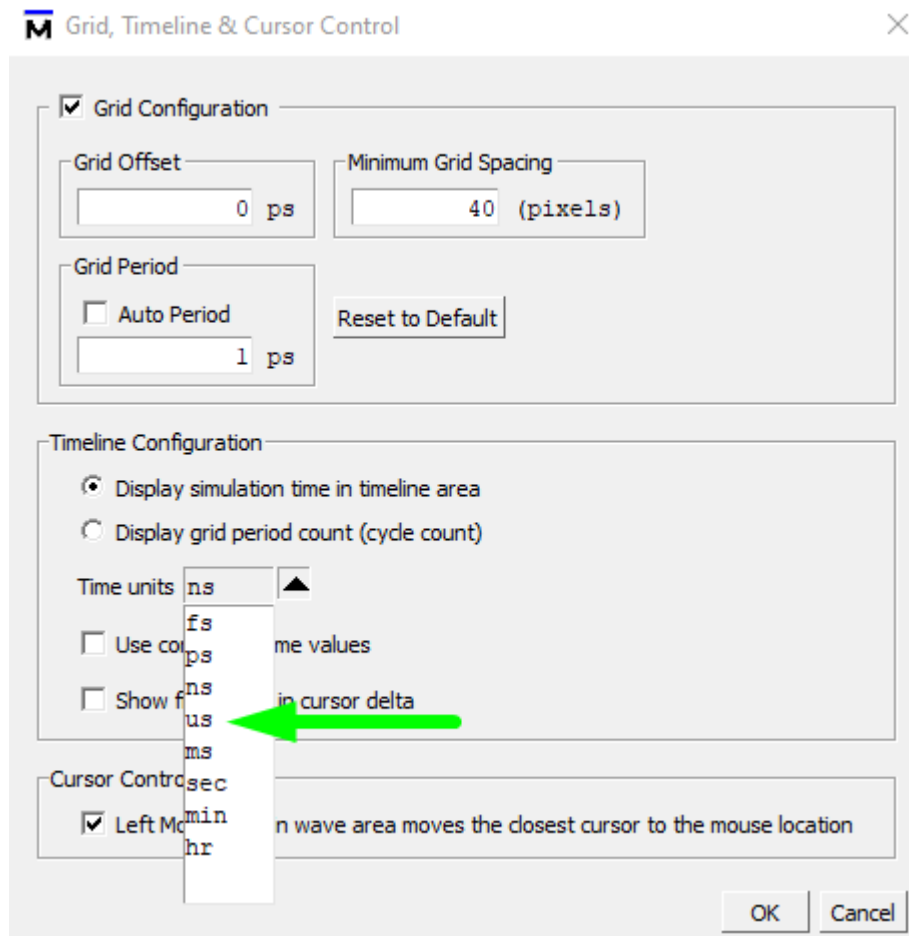 M Grid, Timeline & Cursor Control
Grid Configuration
Grid Offset
0 ps
Minimum Grid Spacing
40 (pixels)
Grid Period
Auto Period
1 ps
Reset to Default
Timeline Configuration
Display simulation time in timeline area
Display grid period count (cycle count)
Time units ns
fs
ps
ns
us
ms
sec
min
hr
Use me values
Show in cursor delta
Cursor
Left wave area moves the closest cursor to the mouse location
OK Cancel